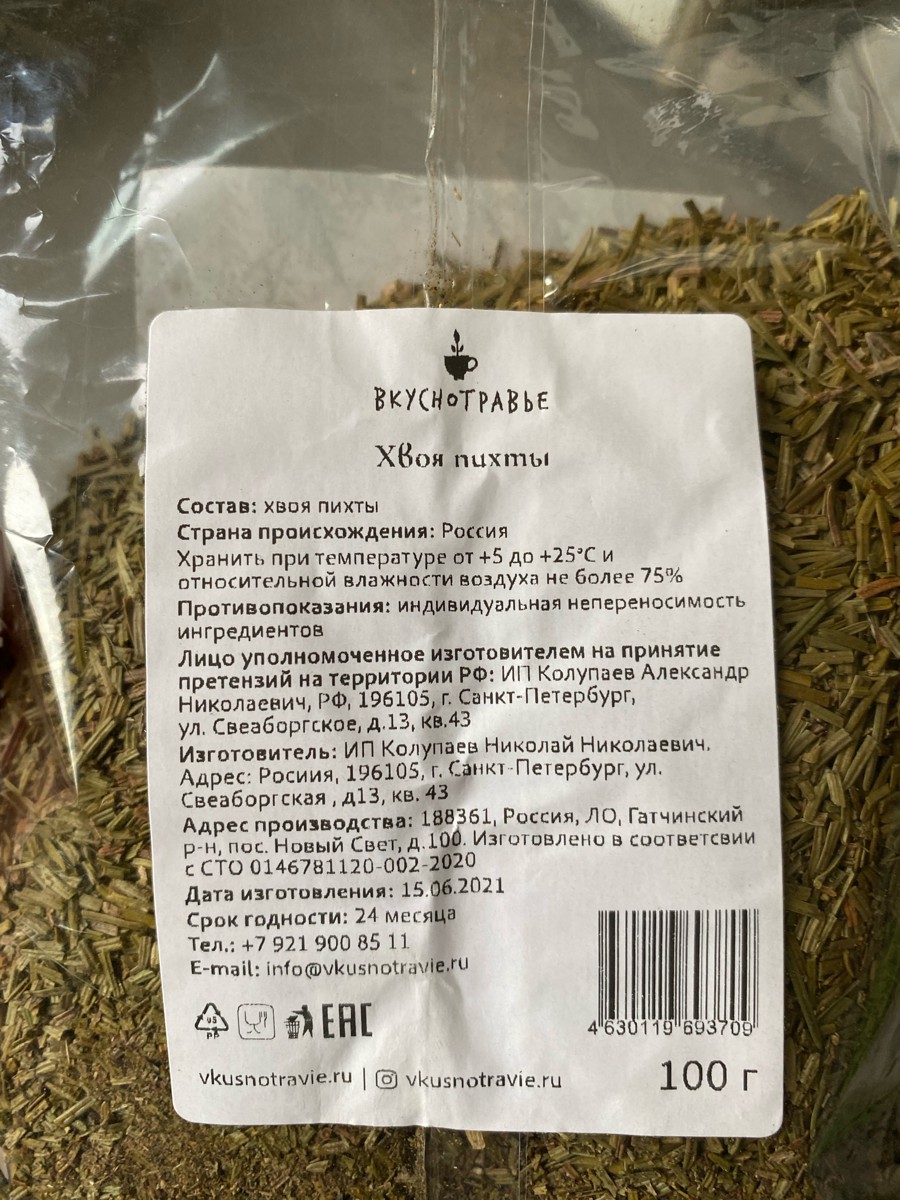 ВКУСНОТРАВЬЕ
Хвоя пихты
Состав: хвоя пихты
Страна происхождения: Россия
Хранить при температуре от +5 до +25°С и
относительной влажности воздуха не более 75%
Противопоказания: индивидуальная непереносимость
ингредиентов
Лицо уполномоченное изготовителем на принятие
претензий на территории РФ: ИП Колупаев Александр
Николаевич, РФ, 196105, г. Санкт-Петербург,
ул. Свеаборгское, д.13, кв.43
Изготовитель: ИП Колупаев Николай Николаевич.
Адрес: Росиия, 196105, г. Санкт-Петербург, ул.
Свеаборгская , д13, кв. 43
Адрес производства: 188361, Россия, ЛО, Гатчинский
р-н, пос. Новый Свет, д.100. Изготовлено в соответсвии
с СТО 0146781120-002-2020
Дата изготовления: 15.06.2021
Срок годности: 24 месяца
Тел.: +7 921 900 85 11
E-mail: info@vkusnotravie.ru
4 630119 693709
05
PP
EAC
vkusnotravie.ru | vkusnotravie.ru
100 г